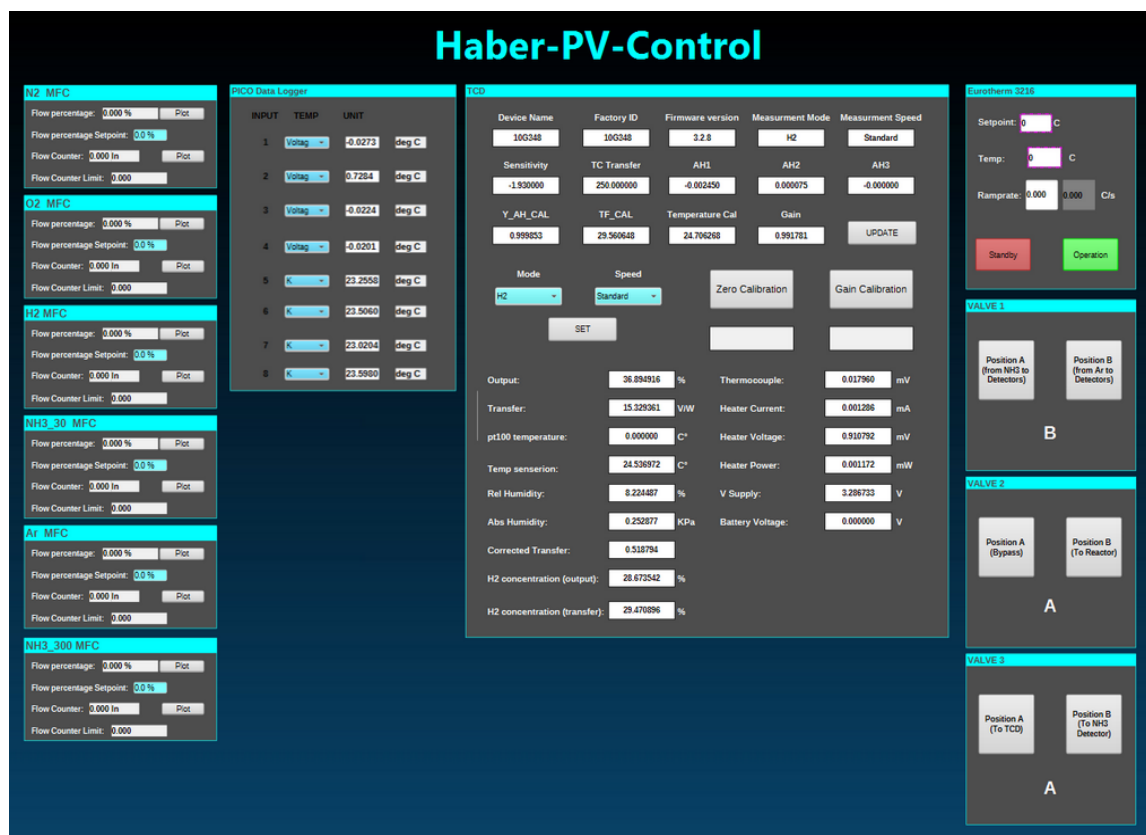 Haber-PV-Control
N2 MFC
Flow percentage: 0.000 % Plot
Flow percentage Setpoint: 0.0 %
Flow Counter: 0.000 ln Plot
Flow Counter Limit: 0.000
O2 MFC
Flow percentage: 0.000 % Plot
Flow percentage Setpoint: 0.0 %
Flow Counter: 0.000 ln Plot
Flow Counter Limit: 0.000
H2 MFC
Flow percentage: 0.000 % Plot
Flow percentage Setpoint: 0.0 %
Flow Counter: 0.000 ln Plot
Flow Counter Limit: 0.000
NH3_30 MFC
Flow percentage: 0.000 % Plot
Flow percentage Setpoint: 0.0 %
Flow Counter: 0.000 ln Plot
Flow Counter Limit: 0.000
Ar MFC
Flow percentage: 0.000 % Plot
Flow percentage Setpoint: 0.0 %
Flow Counter: 0.000 ln Plot
Flow Counter Limit: 0.000
NH3_300 MFC
Flow percentage: 0.000 % Plot
Flow percentage Setpoint: 0.0 %
Flow Counter: 0.000 ln Plot
Flow Counter Limit: 0.000
PICO Data Logger
INPUT TEMP UNIT
1 Voltag -0.0273 deg C
2 Voltag 0.7284 deg C
3 Voltag -0.0224 deg C
4 Voltag -0.0201 deg C
5 K 23.2558 deg C
6 K 23.5060 deg C
7 K 23.0204 deg C
8 K 23.5980 deg C
TCD
Device Name Factory ID Firmware version Measurment Mode Measurment Speed
10G348 10G348 3.2.8 H2 Standard
Sensitivity TC Transfer AH1 AH2 AH3
-1.930000 250.000000 -0.002450 0.000075 -0.000000
Y_AH_CAL TF_CAL Temperature Cal Gain
0.999853 29.560648 24.706268 0.991781 UPDATE
Mode Speed
H2 Standard Zero Calibration Gain Calibration
SET
Output: 36.894916 % Thermocouple: 0.017960 mV
Transfer: 15.329361 V/W Heater Current: 0.001286 mA
pt100 temperature: 0.000000 C° Heater Voltage: 0.910792 mV
Temp senserion: 24.536972 C° Heater Power: 0.001172 mW
Rel Humidity: 8.224487 % V Supply: 3.286733 V
Abs Humidity: 0.252877 KPa Battery Voltage: 0.000000 V
Corrected Transfer: 0.518794
H2 concentration (output): 28.673542 %
H2 concentration (transfer): 29.470896 %
Eurotherm 3216
Setpoint: 0 C
Temp: 0 C
Ramprate: 0.000 0.000 C/s
Standby Operation
VALVE 1
Position A (from NH3 to Detectors)
Position B (from Ar to Detectors)
B
VALVE 2
Position A (Bypass)
Position B (To Reactor)
A
VALVE 3
Position A (To TCD)
Position B (To NH3 Detector)
A